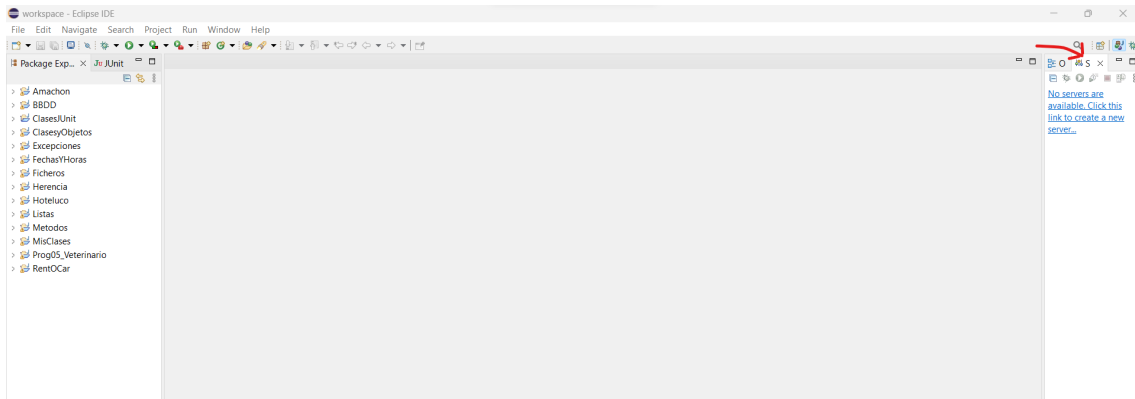 workspace - Eclipse IDE
File Edit Navigate Search Project Run Window Help
Package Exp... Ju JUnit
O S
Amachon
BBDD
ClasesJUnit
ClasesyObjetos
Excepciones
FechasYHoras
Ficheros
Herencia
Hoteluco
Listas
Metodos
MisClases
Prog05_Veterinario
RentOCar
No servers are
available. Click this
link to create a new
server...